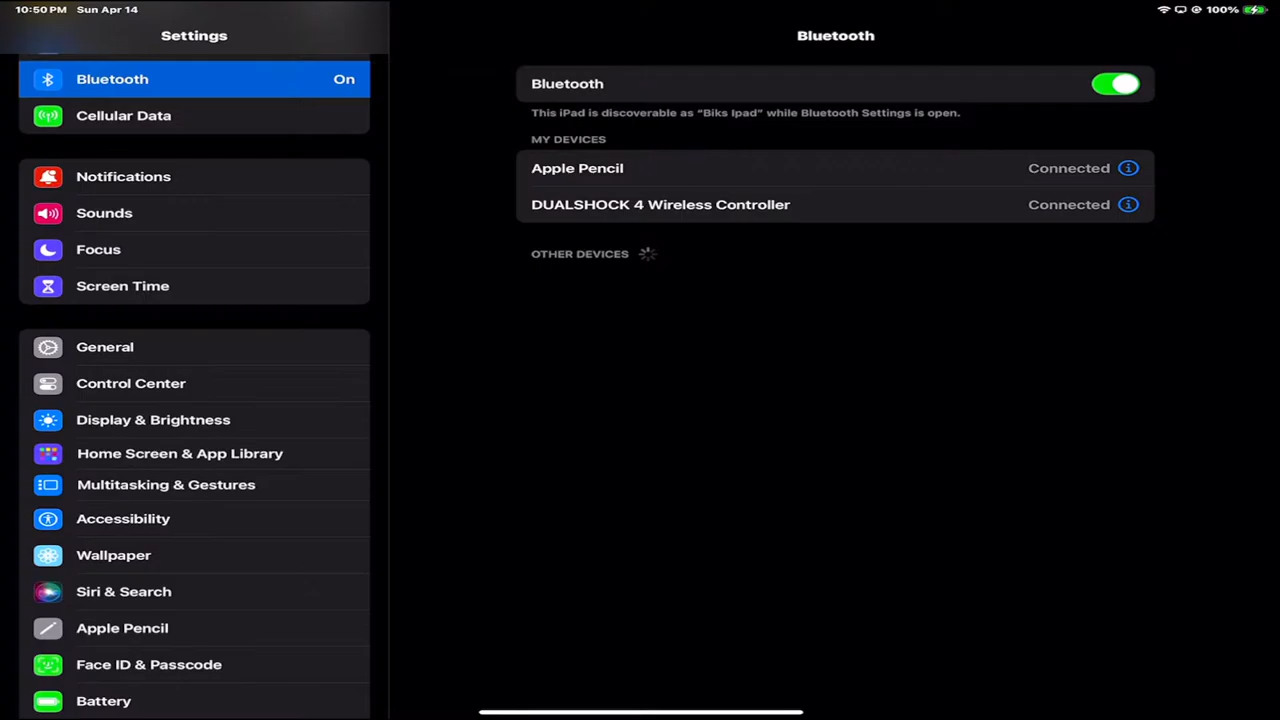 10:50 PM Sun Apr 14
100%
Settings
Bluetooth On
Cellular Data
Notifications
Sounds
Focus
Screen Time
General
Control Center
Display & Brightness
Home Screen & App Library
Multitasking & Gestures
Accessibility
Wallpaper
Siri & Search
Apple Pencil
Face ID & Passcode
Battery
Bluetooth
Bluetooth
This iPad is discoverable as “Biks Ipad” while Bluetooth Settings is open.
MY DEVICES
Apple Pencil Connected
DUALSHOCK 4 Wireless Controller Connected
OTHER DEVICES